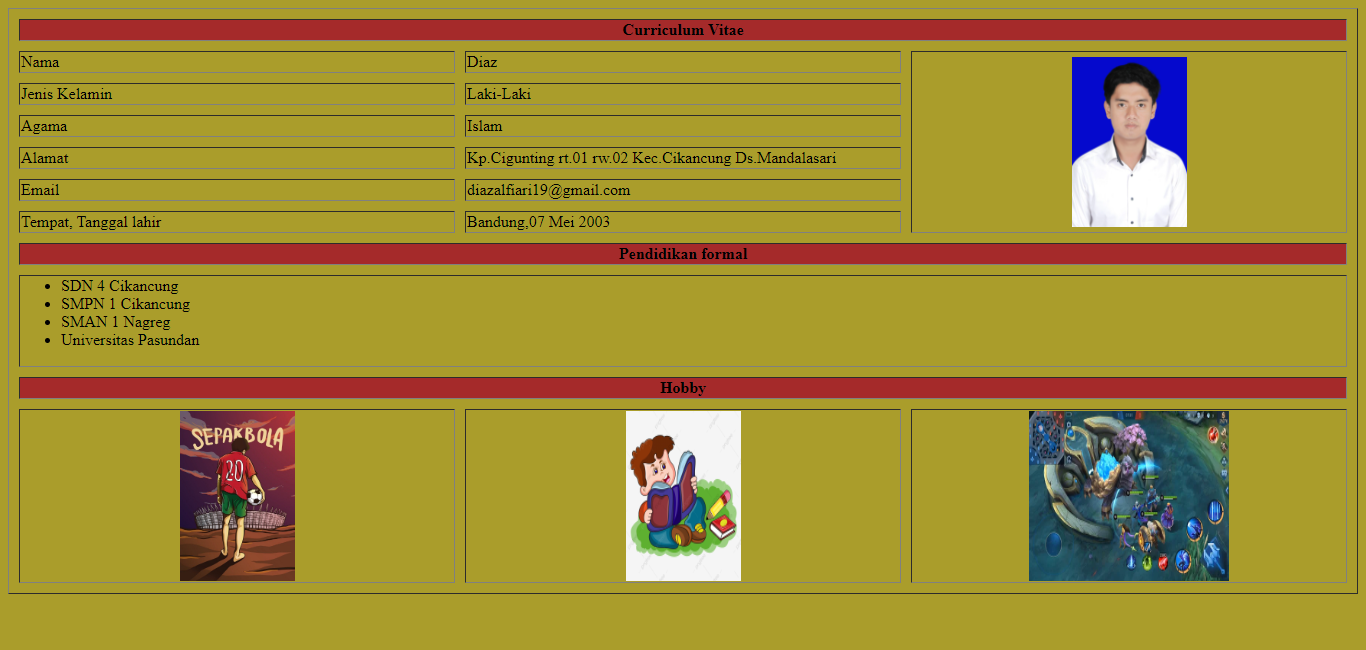 Curriculum Vitae
Nama
Diaz
Jenis Kelamin
Laki-Laki
Agama
Islam
Alamat
Kp.Cigunting rt.01 rw.02 Kec.Cikancung Ds.Mandalasari
Email
diazalfiari19@gmail.com
Tempat, Tanggal lahir
Bandung,07 Mei 2003
Pendidikan formal
SDN 4 Cikancung
SMPN 1 Cikancung
SMAN 1 Nagreg
Universitas Pasundan
Hobby
SEPAKBOLA
20